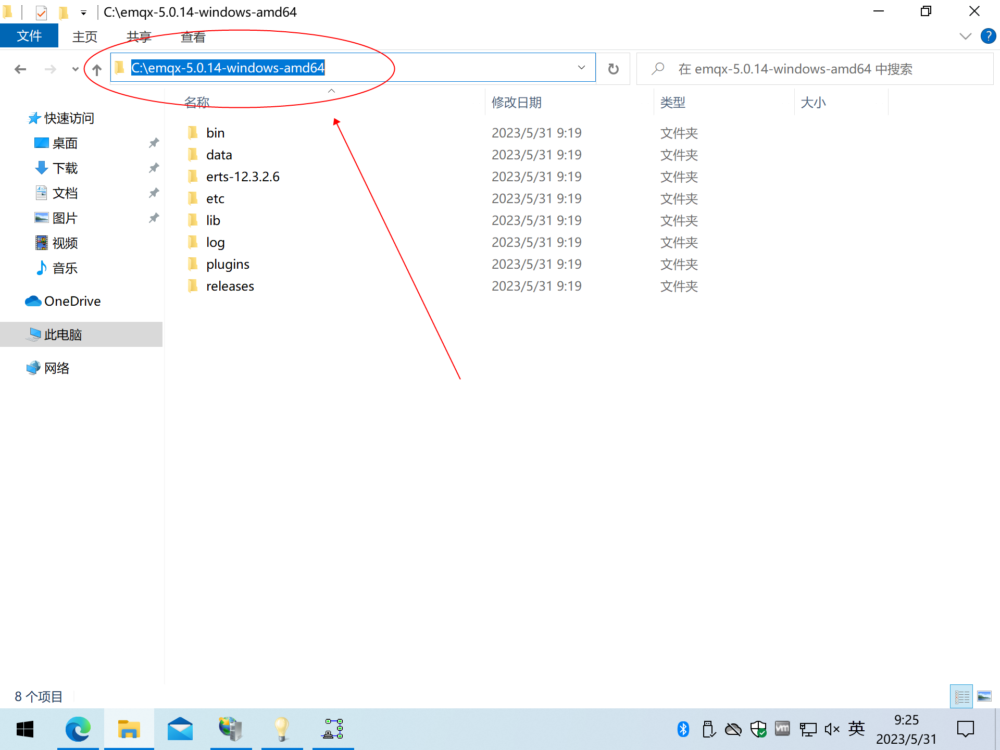 C:\emqx-5.0.14-windows-amd64
文件 主页 共享 查看
C:\emqx-5.0.14-windows-amd64
在 emqx-5.0.14-windows-amd64 中搜索
名称 修改日期 类型 大小
快速访问
桌面
下载
文档
图片
视频
音乐
OneDrive
此电脑
网络
bin 2023/5/31 9:19 文件夹
data 2023/5/31 9:19 文件夹
erts-12.3.2.6 2023/5/31 9:19 文件夹
etc 2023/5/31 9:19 文件夹
lib 2023/5/31 9:19 文件夹
log 2023/5/31 9:19 文件夹
plugins 2023/5/31 9:19 文件夹
releases 2023/5/31 9:19 文件夹
8 个项目
英
9:25
2023/5/31